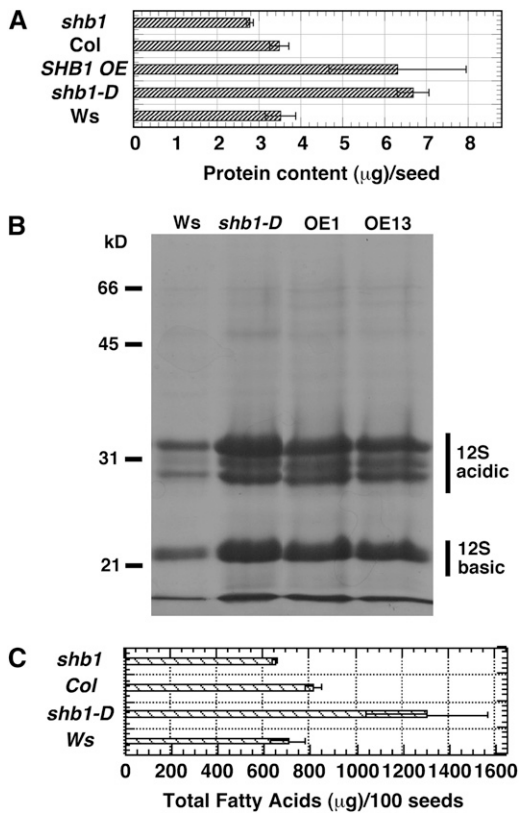 A
shb1
Col
SHB1 OE
shb1-D
Ws
0 1 2 3 4 5 6 7 8
Protein content (μg)/seed
B
kD Ws shb1-D OE1 OE13
66
45
31
21
12S
acidic
12S
basic
C
shb1
Col
shb1-D
Ws
0 200 400 600 800 1000 1200 1400 1600
Total Fatty Acids (μg)/100 seeds